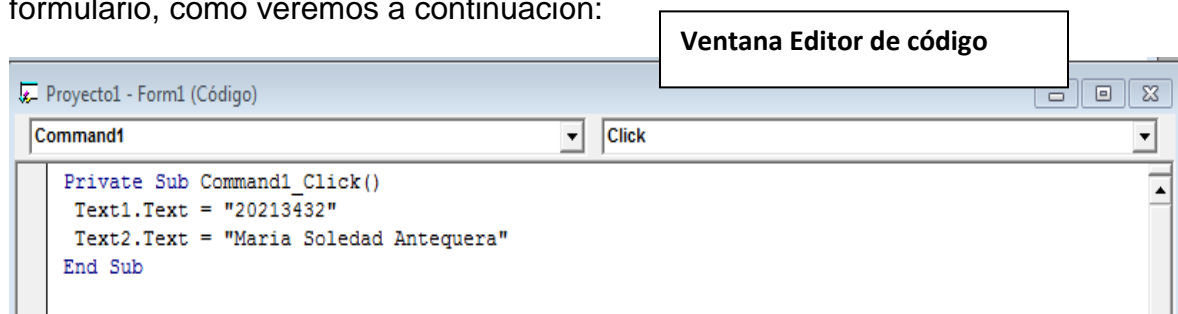 formulario, como veremos a continuación:
Ventana Editor de código
Proyecto1 - Form1 (Código)
Command1
Click
Private Sub Command1_Click()
Text1.Text = "20213432"
Text2.Text = "Maria Soledad Antequera"
End Sub